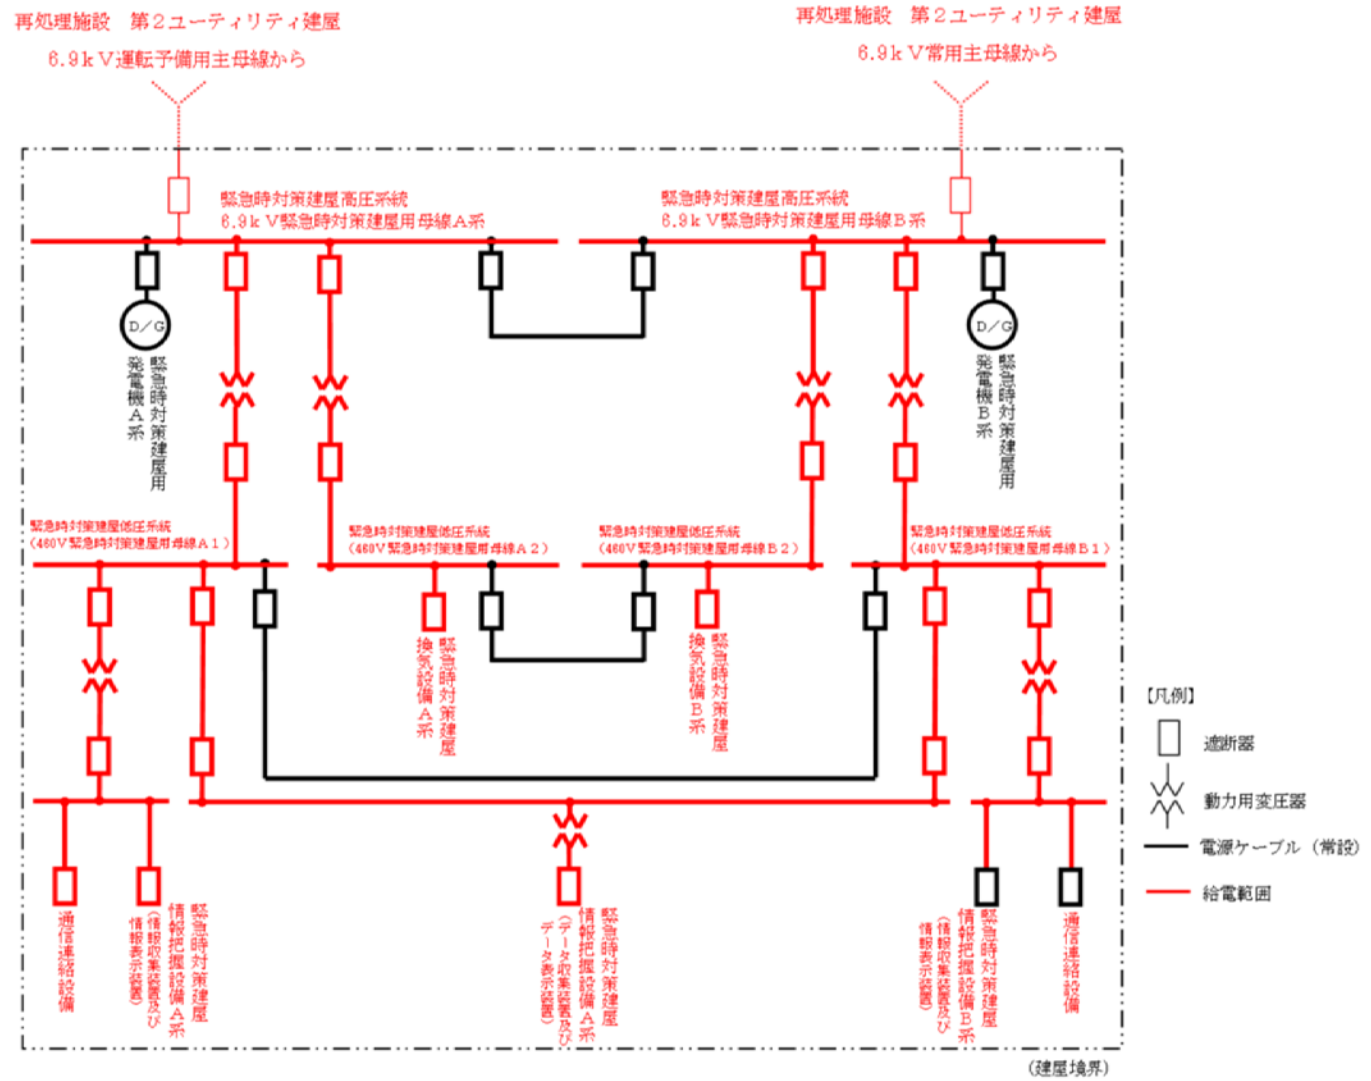 再処理施設　第２ユーティリティ建屋
6.9ｋＶ運転予備用主母線から
再処理施設　第２ユーティリティ建屋
6.9ｋＶ常用主母線から
緊急時対策建屋高圧系統
6.9ｋＶ緊急時対策建屋用母線Ａ系
緊急時対策建屋高圧系統
6.9ｋＶ緊急時対策建屋用母線Ｂ系
D／G
緊急時対策建屋用
発電機Ａ系
D／G
緊急時対策建屋用
発電機Ｂ系
緊急時対策建屋低圧系統
（460Ｖ緊急時対策建屋用母線Ａ１）
緊急時対策建屋低圧系統
（460Ｖ緊急時対策建屋用母線Ａ２）
緊急時対策建屋低圧系統
（460Ｖ緊急時対策建屋用母線Ｂ２）
緊急時対策建屋低圧系統
（460Ｖ緊急時対策建屋用母線Ｂ１）
緊急時対策建屋
換気設備Ａ系
緊急時対策建屋
換気設備Ｂ系
通信連絡設備
緊急時対策建屋
情報把握設備Ａ系
（情報収集装置及び
情報表示装置）
緊急時対策建屋
情報把握設備Ａ系
（データ収集装置及び
データ表示装置）
緊急時対策建屋
情報把握設備Ｂ系
（情報収集装置及び
情報表示装置）
通信連絡設備
【凡例】
遮断器
動力用変圧器
電源ケーブル（常設）
給電範囲
（建屋境界）